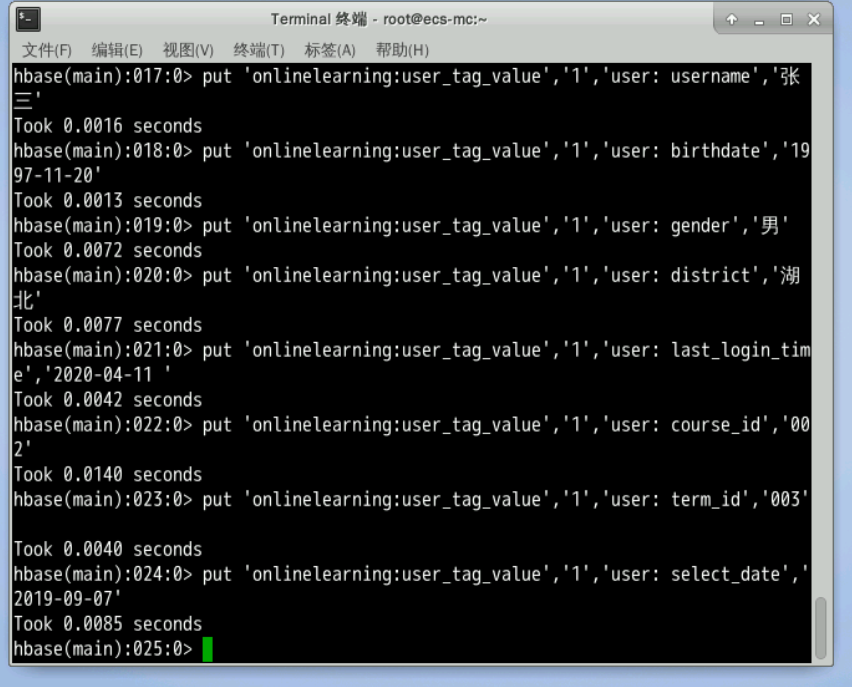 Terminal 终端 - root@ecs-mc:~
文件(F) 编辑(E) 视图(V) 终端(T) 标签(A) 帮助(H)
hbase(main):017:0> put 'onlinelearning:user_tag_value','1','user: username','张
三'
Took 0.0016 seconds
hbase(main):018:0> put 'onlinelearning:user_tag_value','1','user: birthdate','19
97-11-20'
Took 0.0013 seconds
hbase(main):019:0> put 'onlinelearning:user_tag_value','1','user: gender','男'
Took 0.0072 seconds
hbase(main):020:0> put 'onlinelearning:user_tag_value','1','user: district','湖
北'
Took 0.0077 seconds
hbase(main):021:0> put 'onlinelearning:user_tag_value','1','user: last_login_tim
e','2020-04-11 '
Took 0.0042 seconds
hbase(main):022:0> put 'onlinelearning:user_tag_value','1','user: course_id','00
2'
Took 0.0140 seconds
hbase(main):023:0> put 'onlinelearning:user_tag_value','1','user: term_id','003'
Took 0.0040 seconds
hbase(main):024:0> put 'onlinelearning:user_tag_value','1','user: select_date','
2019-09-07'
Took 0.0085 seconds
hbase(main):025:0>